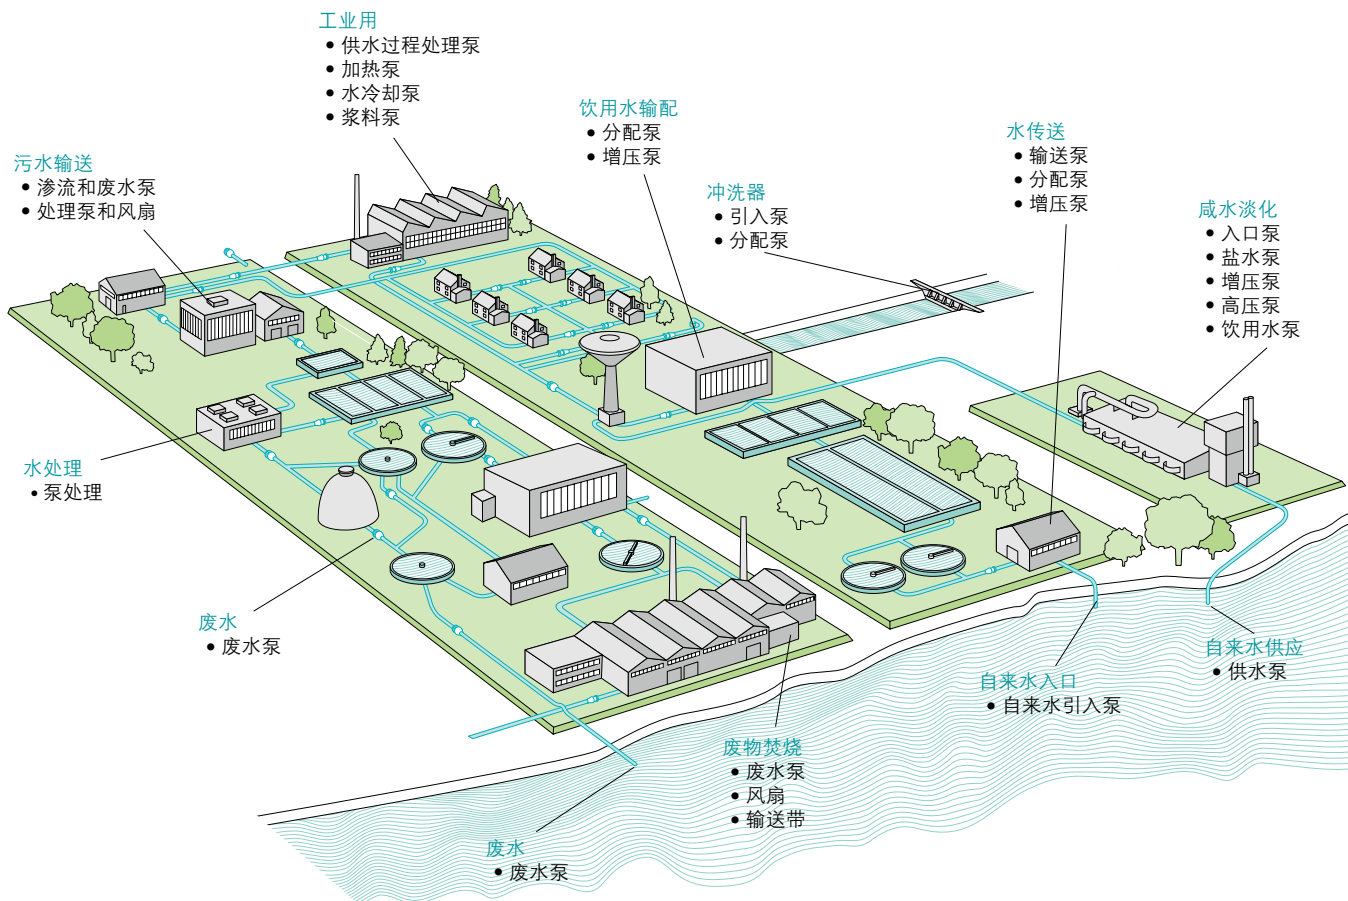 工业用
• 供水过程处理泵
• 加热泵
• 水冷却泵
• 浆料泵
饮用水输配
• 分配泵
• 增压泵
水传送
• 输送泵
• 分配泵
• 增压泵
污水输送
• 渗流和废水泵
• 处理泵和风扇
冲洗器
• 引入泵
• 分配泵
咸水淡化
• 入口泵
• 盐水泵
• 增压泵
• 高压泵
• 饮用水泵
水处理
• 泵处理
废水
• 废水泵
自来水供应
• 供水泵
自来水入口
• 自来水引入泵
废物焚烧
• 废水泵
• 风扇
• 输送带
废水
• 废水泵